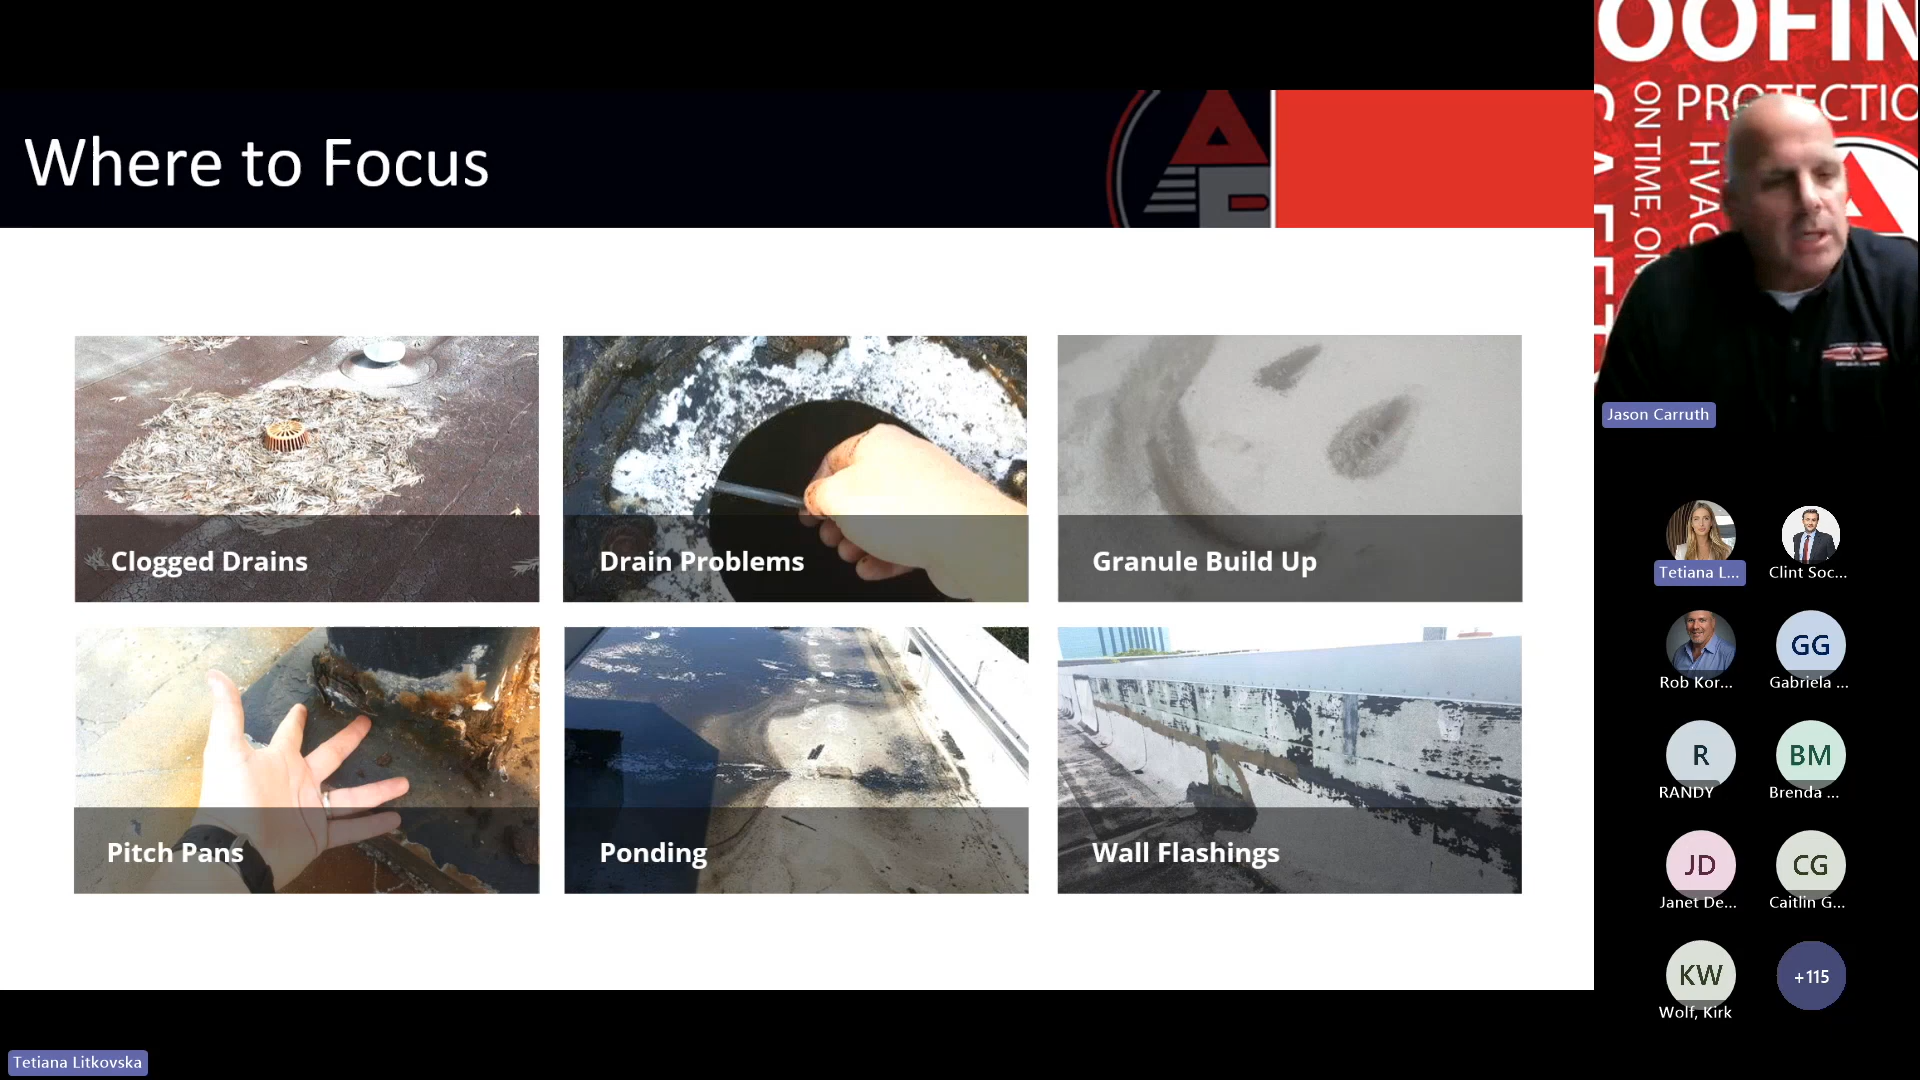 Where to Focus
Clogged Drains
Drain Problems
Granule Build Up
Pitch Pans
Ponding
Wall Flashings
OOFIN
ON TIME, ON
PROTECTIO
HVAC
Jason Carruth
Tetiana L...
Clint Soc...
Rob Kor...
GG
Gabriela ...
R
RANDY
BM
Brenda ...
JD
Janet De...
CG
Caitlin G...
KW
Wolf, Kirk
+115
Tetiana Litkovska